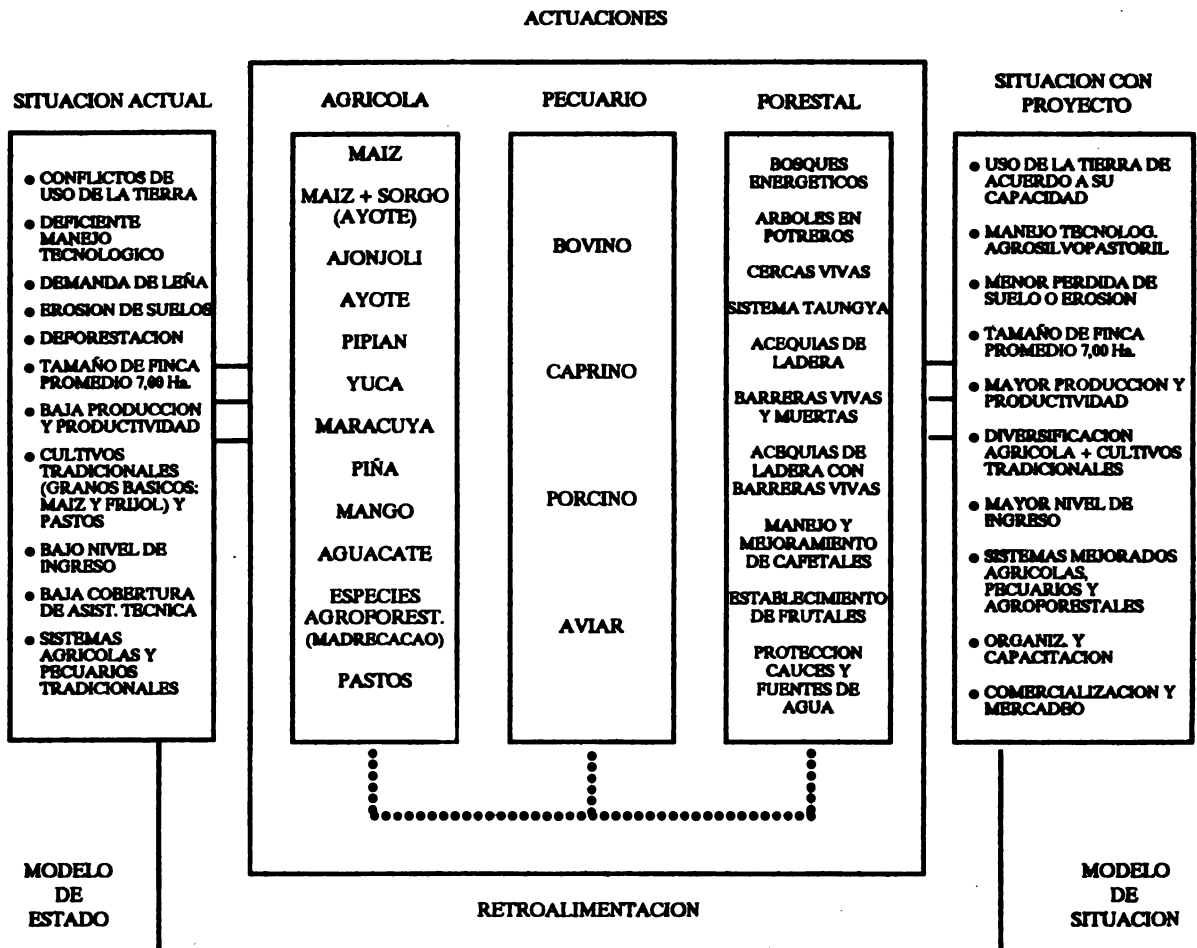 ACTUACIONES
SITUACION ACTUAL
● CONFLICTOS DE
USO DE LA TIERRA
● DEFICIENTE
MANEJO
TECNOLOGICO
● DEMANDA DE LEÑA
● EROSION DE SUELOS
● DEFORESTACION
● TAMAÑO DE FINCA
PROMEDIO 7,00 Ha.
● BAJA PRODUCCION
Y PRODUCTIVIDAD
● CULTIVOS
TRADICIONALES
(GRANOS BASICOS:
MAIZ Y FRIJOL) Y
PASTOS
● BAJO NIVEL DE
INGRESO
● BAJA COBERTURA
DE ASIST. TECNICA
● SISTEMAS
AGRICOLAS Y
PECUARIOS
TRADICIONALES
AGRICOLA
MAIZ
MAIZ + SORGO
(AYOTE)
AJONJOLI
AYOTE
PIPIAN
YUCA
MARACUYA
PIÑA
MANGO
AGUACATE
ESPECIES
AGROFOREST.
(MADRECACAO)
PASTOS
PECUARIO
BOVINO
CAPRINO
PORCINO
AVIAR
FORESTAL
BOSQUES
ENERGETICOS
ARBOLES EN
POTREROS
CERCAS VIVAS
SISTEMA TAUNGYA
ACEQUIAS DE
LADERA
BARRERAS VIVAS
Y MUERTAS
ACEQUIAS DE
LADERA CON
BARRERAS VIVAS
MANEJO Y
MEJORAMIENTO
DE CAFETALES
ESTABLECIMIENTO
DE FRUTALES
PROTECCION
CAUCES Y
FUENTES DE
AGUA
SITUACION CON
PROYECTO
● USO DE LA TIERRA DE
ACUERDO A SU
CAPACIDAD
● MANEJO TECNOLOG.
AGROSILVOPASTORIL
● MENOR PERDIDA DE
SUELO O EROSION
● TAMAÑO DE FINCA
PROMEDIO 7,00 Ha.
● MAYOR PRODUCCION Y
PRODUCTIVIDAD
● DIVERSIFICACION
AGRICOLA + CULTIVOS
TRADICIONALES
● MAYOR NIVEL DE
INGRESO
● SISTEMAS MEJORADOS
AGRICOLAS,
PECUARIOS Y
AGROFORESTALES
● ORGANIZ. Y
CAPACITACION
● COMERCIALIZACION Y
MERCADEO
MODELO
DE
ESTADO
RETROALIMENTACION
MODELO
DE
SITUACION